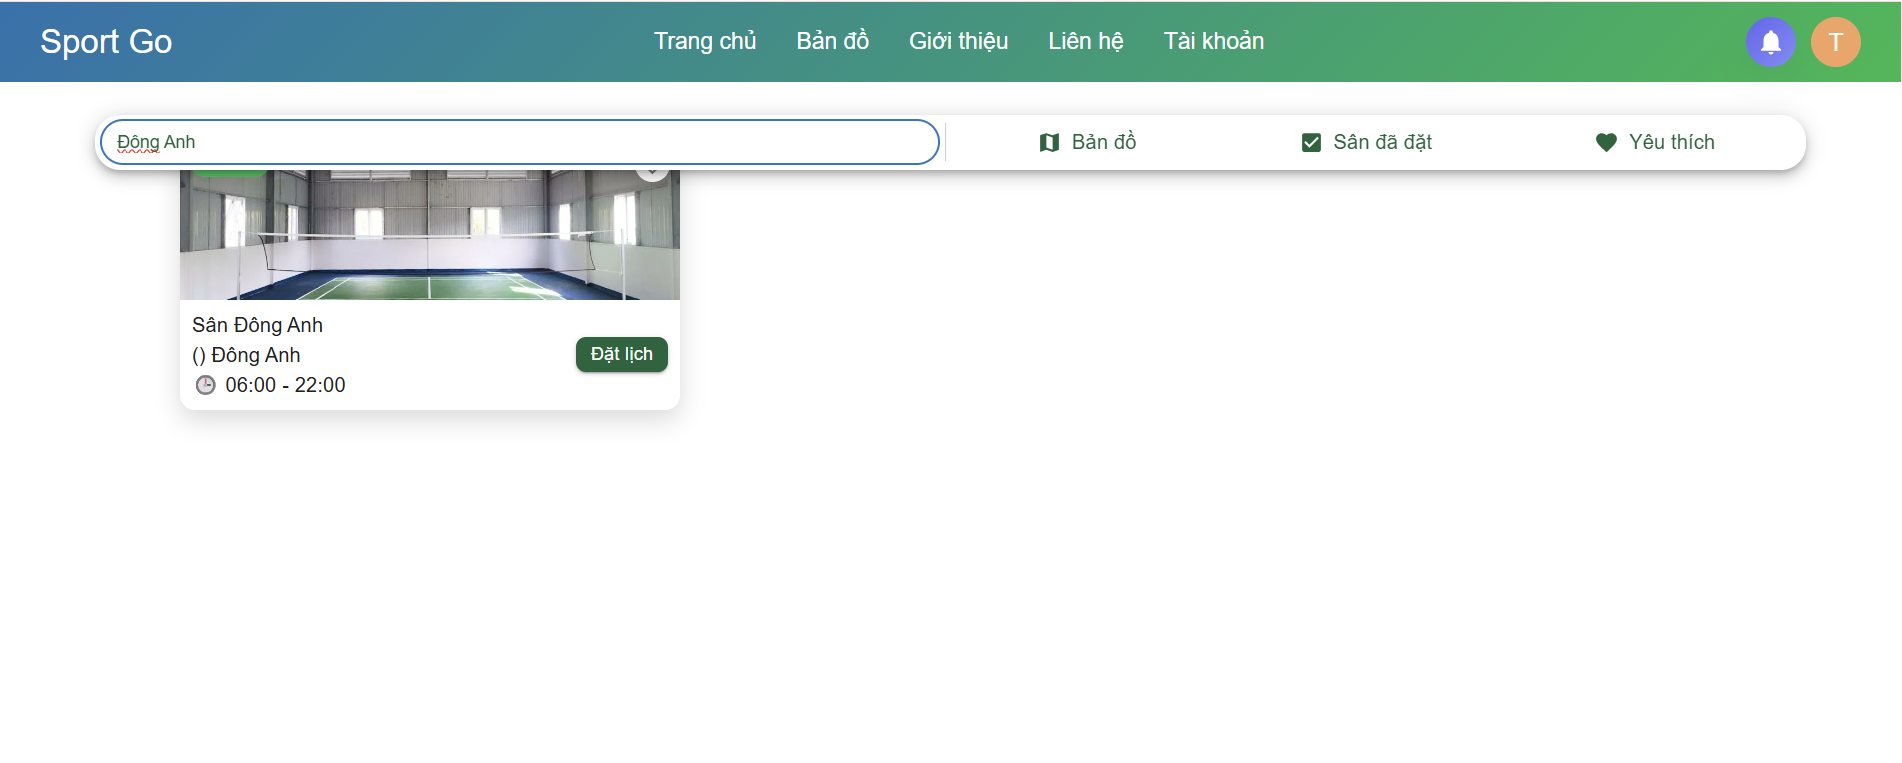 Sport Go
Trang chủ
Bản đồ
Giới thiệu
Liên hệ
Tài khoản
T
Đông Anh
Bản đồ
Sân đã đặt
Yêu thích
Sân Đông Anh
() Đông Anh
06:00 - 22:00
Đặt lịch